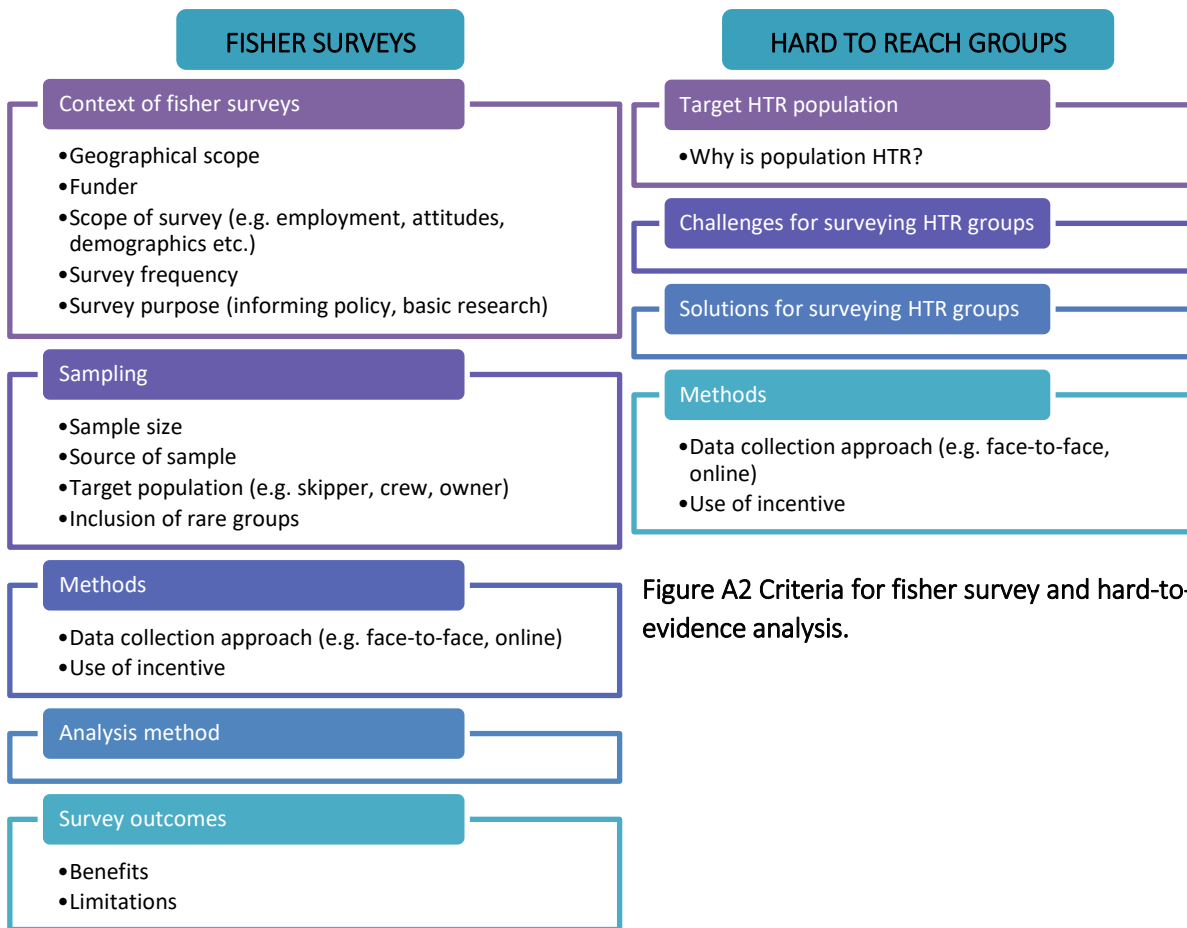 FISHER SURVEYS
Context of fisher surveys
•Geographical scope
•Funder
•Scope of survey (e.g. employment, attitudes,
demographics etc.)
•Survey frequency
•Survey purpose (informing policy, basic research)
Sampling
•Sample size
•Source of sample
•Target population (e.g. skipper, crew, owner)
•Inclusion of rare groups
Methods
•Data collection approach (e.g. face-to-face, online)
•Use of incentive
Analysis method
Survey outcomes
•Benefits
•Limitations
HARD TO REACH GROUPS
Target HTR population
•Why is population HTR?
Challenges for surveying HTR groups
Solutions for surveying HTR groups
Methods
•Data collection approach (e.g. face-to-face,
online)
•Use of incentive
Figure A2 Criteria for fisher survey and hard-to-
evidence analysis.